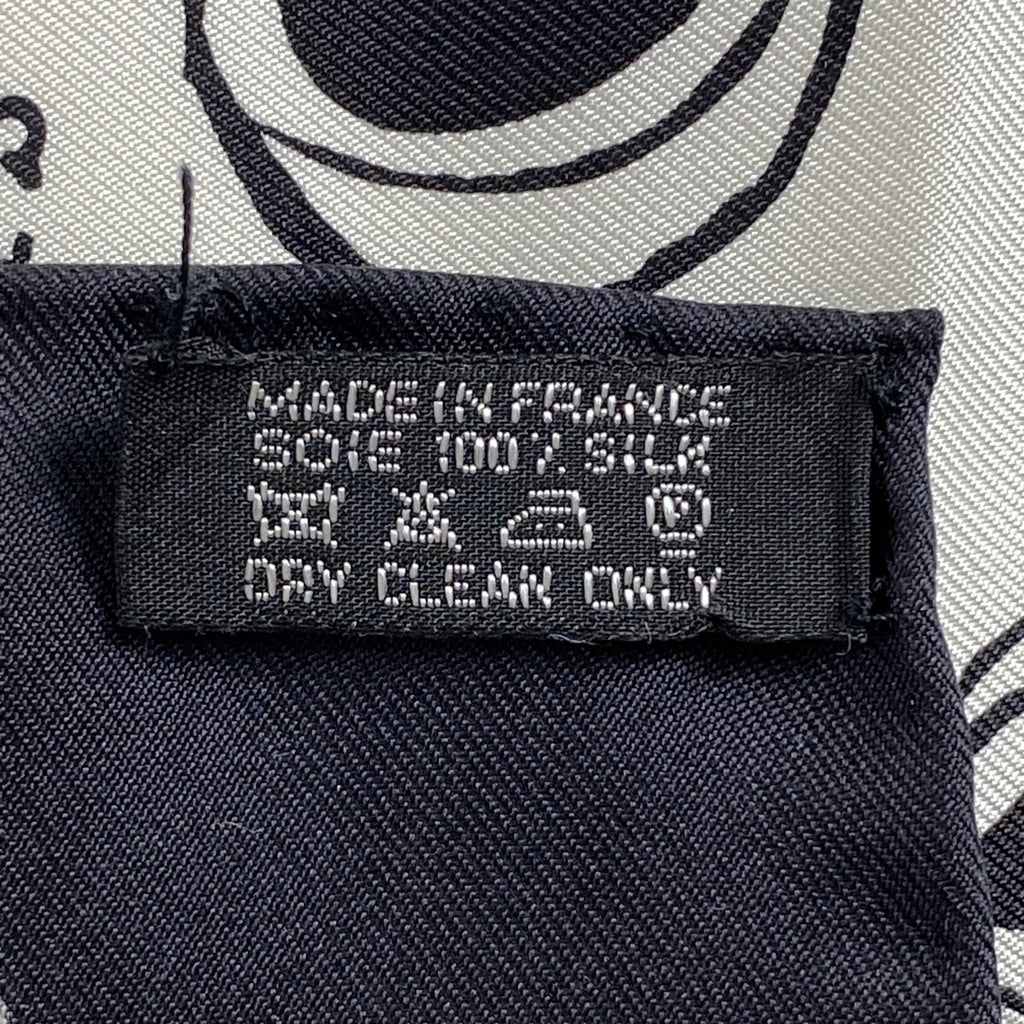 MADE IN FRANCE
SOIE 100% SILK
DRY CLEAN ONLY